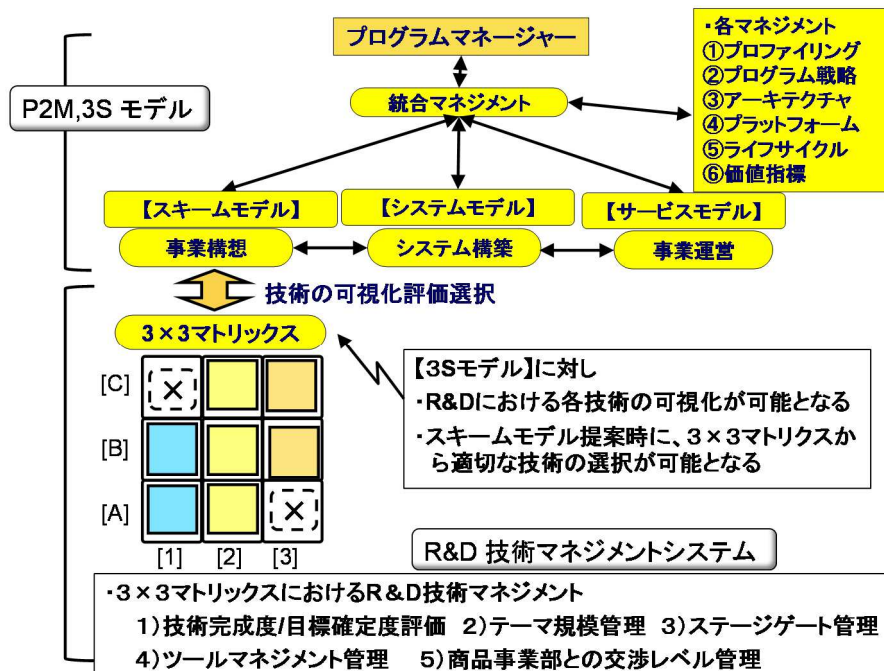 プログラムマネージャー
・各マネジメント
①プロファイリング
②プログラム戦略
③アーキテクチャ
④プラットフォーム
⑤ライフサイクル
⑥価値指標
統合マネジメント
P2M,3S モデル
【スキームモデル】
【システムモデル】
【サービスモデル】
事業構想
システム構築
事業運営
技術の可視化評価選択
3×3マトリックス
【3Sモデル】に対し
・R&Dにおける各技術の可視化が可能となる
・スキームモデル提案時に、3×3マトリクスか
ら適切な技術の選択が可能となる
[C]
×
[B]
[A]
×
[1] [2] [3]
R&D 技術マネジメントシステム
・3×3マトリックスにおけるR&D技術マネジメント
1)技術完成度/目標確定度評価 2)テーマ規模管理 3)ステージゲート管理
4)ツールマネジメント管理 5)商品事業部との交渉レベル管理